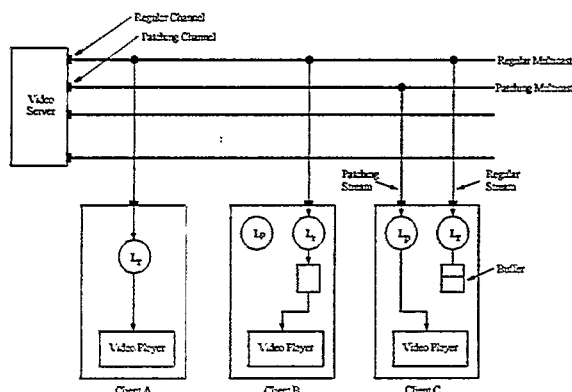 Regular Channel
Patching Channel
Regular Multicast
Patching Multicast
Video
Server
:
Patching
Stream
Regular
Stream
Lr
Lp
Lr
Lp
Lr
Buffer
Video Player
Video Player
Video Player
Client A
Client B
Client C